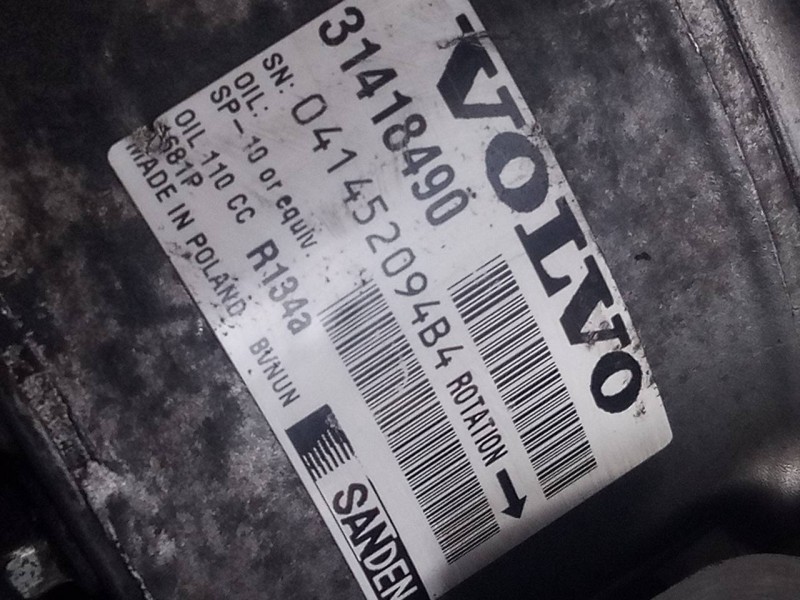 VOLVO
31418490
SN: 041452094B4
ROTATION
OIL:
SP-10 or equiv.
OIL 110 CC R134a
1681P
MADE IN POLAND BVNUN
SANDEN